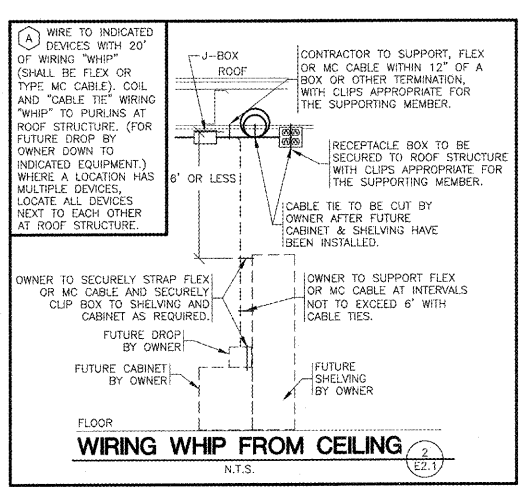 A WIRE TO INDICATED
DEVICES WITH 20'
OF WIRING "WHIP"
(SHALL BE FLEX OR
TYPE MC CABLE). COIL
AND "CABLE TIE" WIRING
"WHIP" TO PURLINS AT
ROOF STRUCTURE. (FOR
FUTURE DROP BY
OWNER DOWN TO
INDICATED EQUIPMENT.)
WHERE A LOCATION HAS
MULTIPLE DEVICES,
LOCATE ALL DEVICES
NEXT TO EACH OTHER
AT ROOF STRUCTURE.
J-BOX
ROOF
CONTRACTOR TO SUPPORT, FLEX
OR MC CABLE WITHIN 12" OF A
BOX OR OTHER TERMINATION,
WITH CLIPS APPROPRIATE FOR
THE SUPPORTING MEMBER.
RECEPTACLE BOX TO BE
SECURED TO ROOF STRUCTURE
WITH CLIPS APPROPRIATE FOR
THE SUPPORTING MEMBER.
6' OR LESS
CABLE TIE TO BE CUT BY
OWNER AFTER FUTURE
CABINET & SHELVING HAVE
BEEN INSTALLED.
OWNER TO SECURELY STRAP FLEX
OR MC CABLE AND SECURELY
CLIP BOX TO SHELVING AND
CABINET AS REQUIRED.
OWNER TO SUPPORT FLEX
OR MC CABLE AT INTERVALS
NOT TO EXCEED 6' WITH
CABLE TIES.
FUTURE DROP
BY OWNER
FUTURE CABINET
BY OWNER
FUTURE
SHELVING
BY OWNER
FLOOR
WIRING WHIP FROM CEILING
2
E2.1
N.T.S.